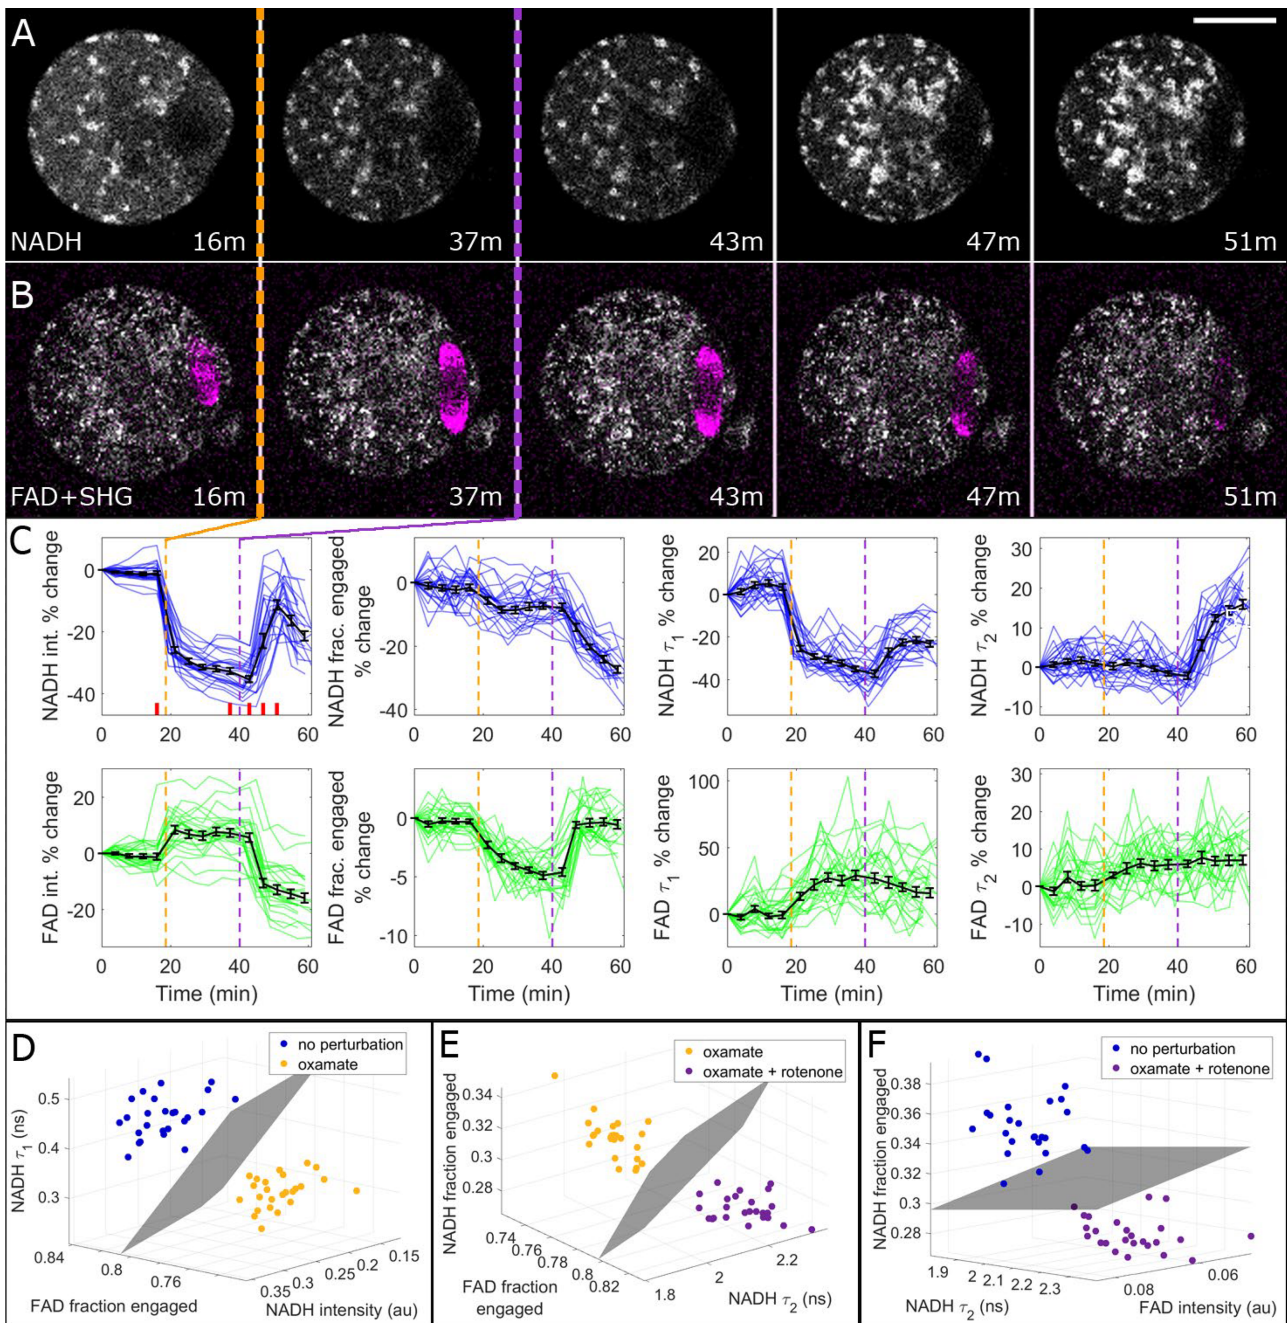 A
NADH
16m
37m
43m
47m
51m
B
FAD+SHG
16m
37m
43m
47m
51m
C
NADH int. % change
0
-20
-40
0 20 40 60
NADH frac. engaged
% change
0
-20
-40
0 20 40 60
NADH τ1 % change
20
0
-20
-40
0 20 40 60
NADH τ2 % change
30
20
10
0
-10
0 20 40 60
FAD int. % change
20
0
-20
0 20 40 60
Time (min)
FAD frac. engaged
% change
0
-5
-10
0 20 40 60
Time (min)
FAD τ1 % change
100
50
0
0 20 40 60
Time (min)
FAD τ2 % change
30
20
10
0
-10
0 20 40 60
Time (min)
D
no perturbation
oxamate
NADH τ1 (ns)
0.5
0.4
0.3
0.84
0.8
0.76
FAD fraction engaged
0.35
0.3
0.25
0.2
0.15
NADH intensity (au)
E
oxamate
oxamate + rotenone
NADH fraction engaged
0.34
0.32
0.3
0.28
0.74
0.76
0.78
0.8
0.82
FAD fraction
engaged
1.8
2
2.2
NADH τ2 (ns)
F
no perturbation
oxamate + rotenone
NADH fraction engaged
0.38
0.36
0.34
0.32
0.3
0.28
1.9
2
2.1
2.2
2.3
NADH τ2 (ns)
0.08
0.06
FAD intensity (au)